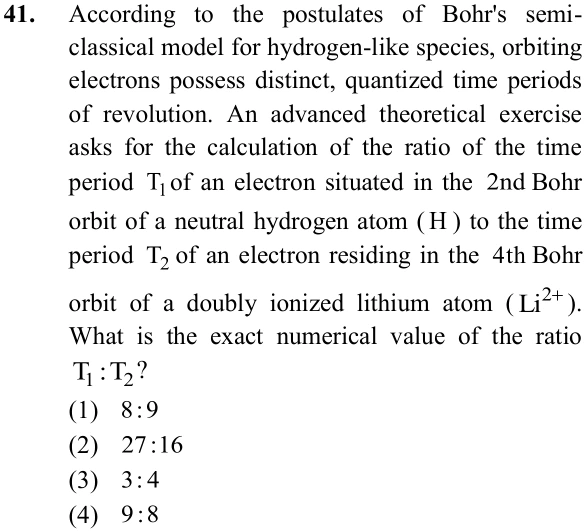 41. According to the postulates of Bohr's semi-
classical model for hydrogen-like species, orbiting
electrons possess distinct, quantized time periods
of revolution. An advanced theoretical exercise
asks for the calculation of the ratio of the time
period T₁ of an electron situated in the 2nd Bohr
orbit of a neutral hydrogen atom (H) to the time
period T₂ of an electron residing in the 4th Bohr
orbit of a doubly ionized lithium atom (Li²⁺).
What is the exact numerical value of the ratio
T₁ : T₂ ?
(1) 8 : 9
(2) 27 : 16
(3) 3 : 4
(4) 9 : 8